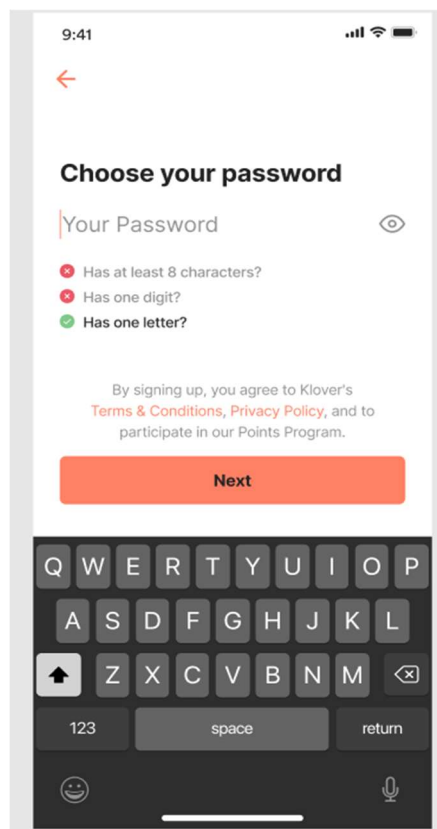 9:41
Choose your password
Your Password
Has at least 8 characters?
Has one digit?
Has one letter?
By signing up, you agree to Klover's
Terms & Conditions, Privacy Policy, and to
participate in our Points Program.
Next
Q W E R T Y U I O P
A S D F G H J K L
Z X C V B N M
123 space return